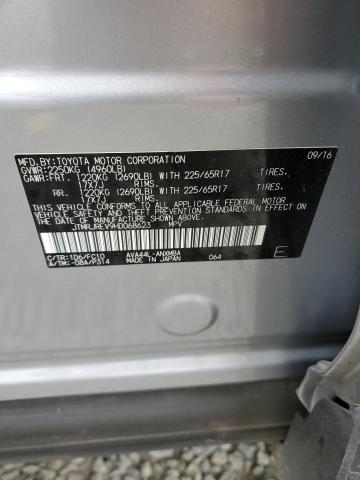 MFD.BY:TOYOTA MOTOR CORPORATION 09/16
GVWR:2250KG (4960LB)
GAWR:FRT. 1220KG (2690LB) WITH 225/65R17 TIRES,
17X7J RIMS.
RR. 1220KG (2690LB) WITH 225/65R17 TIRES,
17X7J RIMS.
THIS VEHICLE CONFORMS TO ALL APPLICABLE FEDERAL MOTOR
VEHICLE SAFETY AND THEFT PREVENTION STANDARDS IN
EFFECT ON THE DATE OF MANUFACTURE SHOWN ABOVE.
JTMRJREV9HD068623 MPV
C/TR:1D6/FC10 AVA44L-ANXMBA 064 E
A/TM:-08A/P314 MADE IN JAPAN